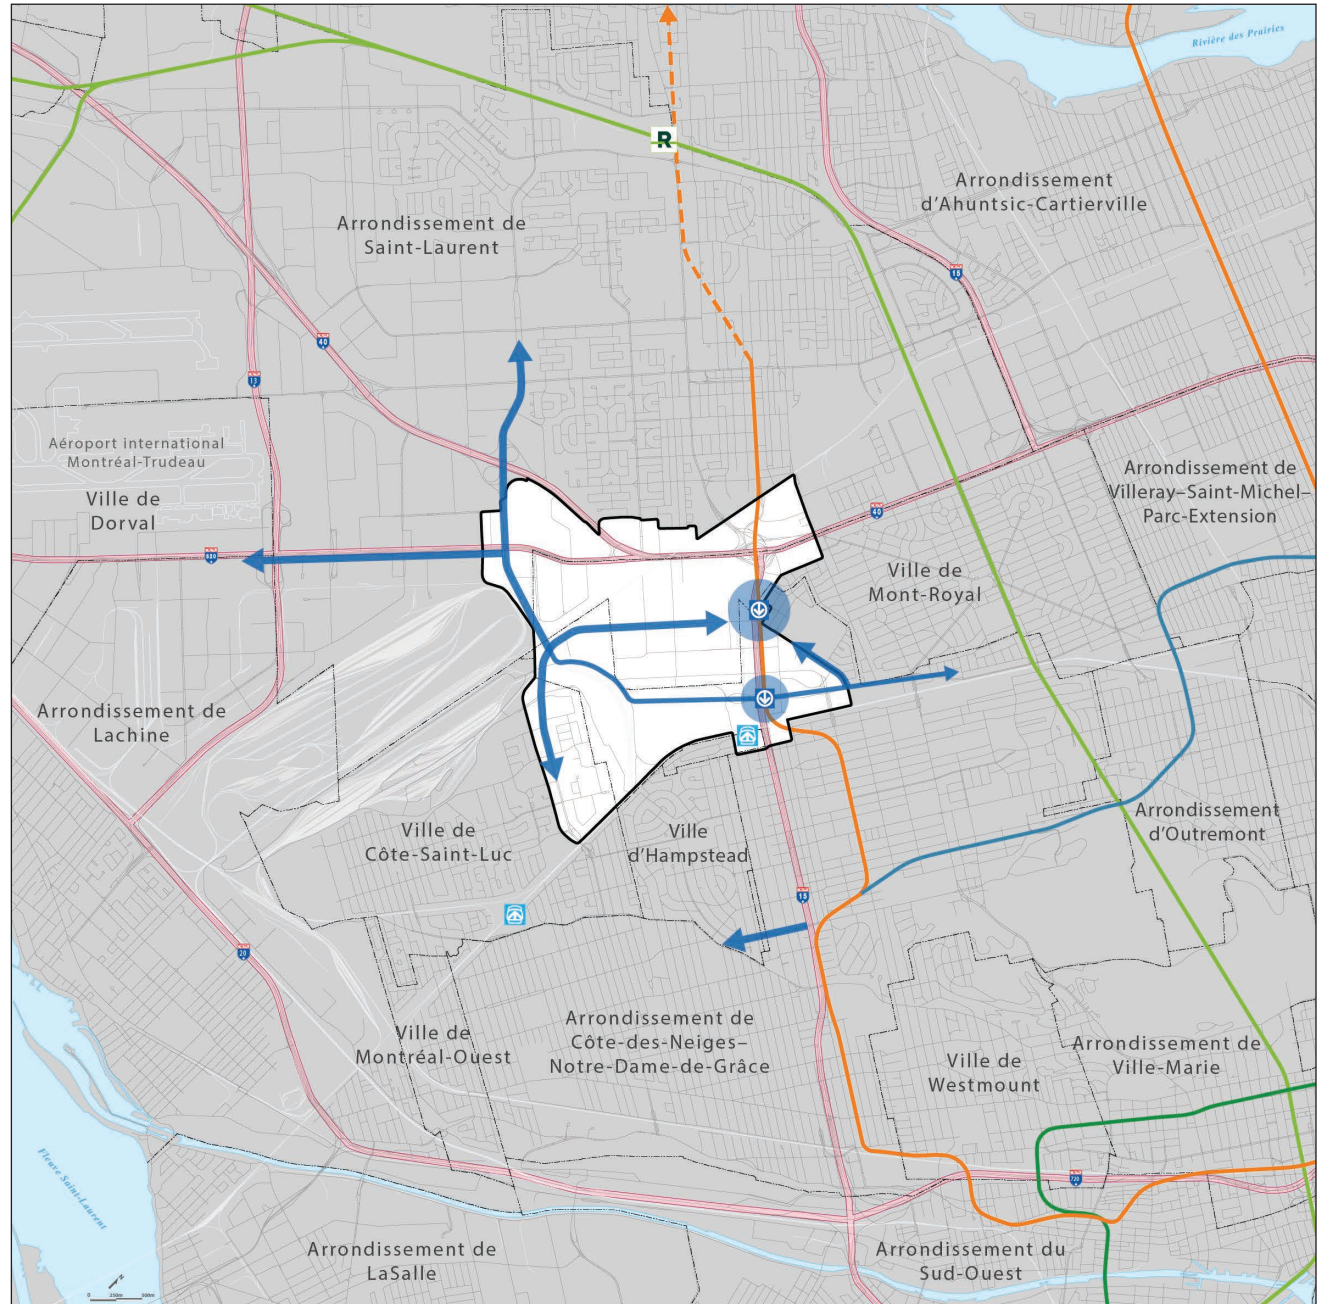 Rivière des Prairies
R
Arrondissement
d'Ahuntsic-Cartierville
Arrondissement de
Saint-Laurent
15
40
13
Aéroport international
Montréal-Trudeau
Ville de
Dorval
Arrondissement de
Villeray–Saint-Michel–
Parc-Extension
40
520
Ville de
Mont-Royal
Arrondissement de
Lachine
Ville de
Côte-Saint-Luc
Ville
d'Hampstead
Arrondissement
d'Outremont
15
20
Ville de
Montréal-Ouest
Arrondissement de
Côte-des-Neiges–
Notre-Dame-de-Grâce
Ville de
Westmount
Arrondissement de
Ville-Marie
Fleuve Saint-Laurent
720
Arrondissement de
LaSalle
Arrondissement du
Sud-Ouest
N
0 250m 500m